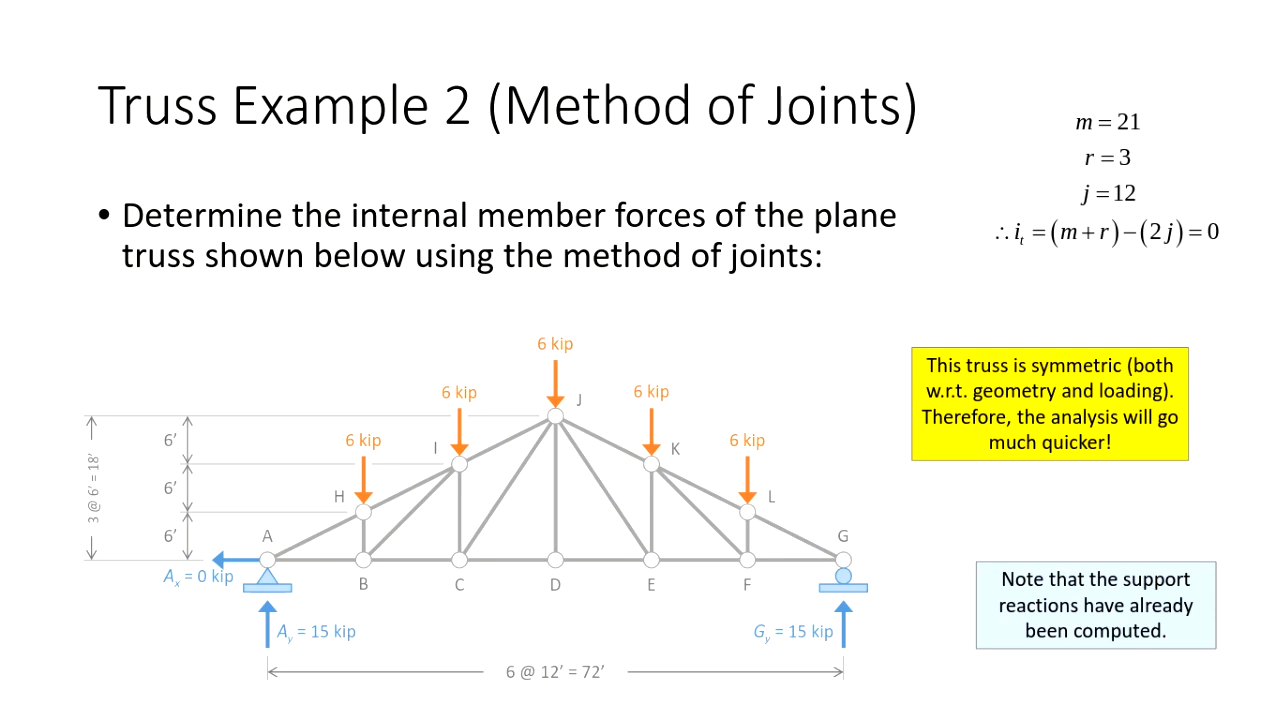 Truss Example 2 (Method of Joints)
m = 21
r = 3
j = 12
∴ iₜ = (m + r) − (2j) = 0
• Determine the internal member forces of the plane
truss shown below using the method of joints:
This truss is symmetric (both
w.r.t. geometry and loading).
Therefore, the analysis will go
much quicker!
6 kip
6 kip
6 kip
6 kip
6 kip
J
I
K
H
L
A
G
6’
6’
6’
3 @ 6’ = 18’
Aₓ = 0 kip
B
C
D
E
F
Note that the support
reactions have already
been computed.
A_y = 15 kip
G_y = 15 kip
6 @ 12’ = 72’